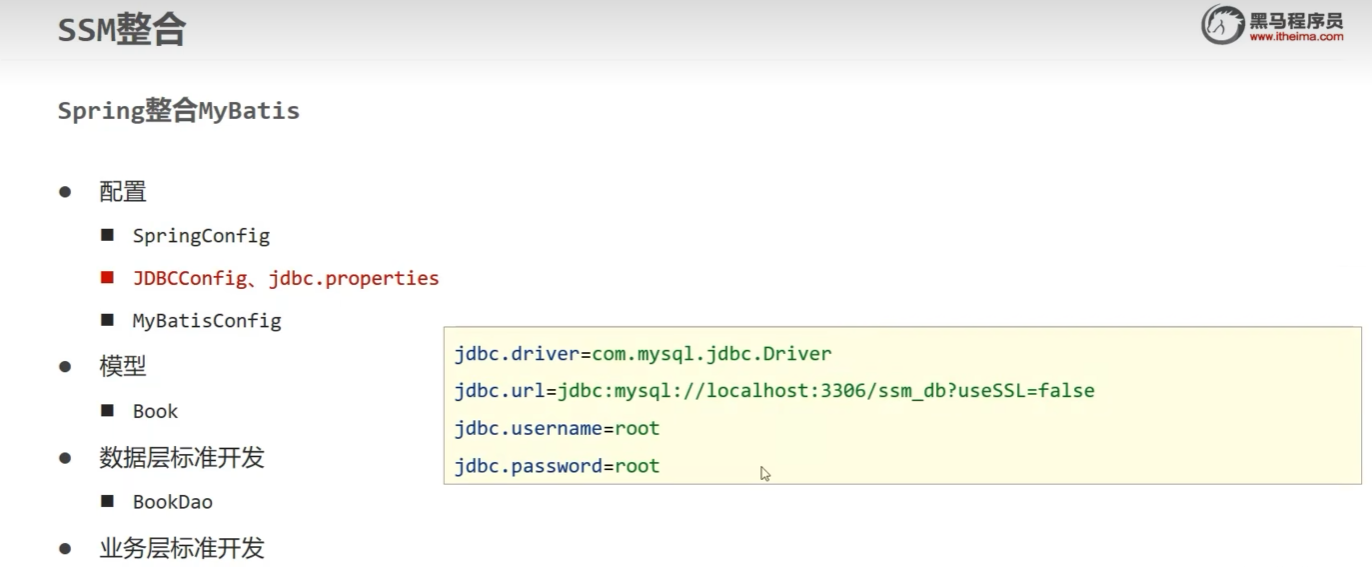 SSM整合
黑马程序员
www.itheima.com
Spring整合MyBatis
配置
SpringConfig
JDBCConfig、jdbc.properties
MyBatisConfig
模型
Book
数据层标准开发
BookDao
业务层标准开发
jdbc.driver=com.mysql.jdbc.Driver
jdbc.url=jdbc:mysql://localhost:3306/ssm_db?useSSL=false
jdbc.username=root
jdbc.password=root